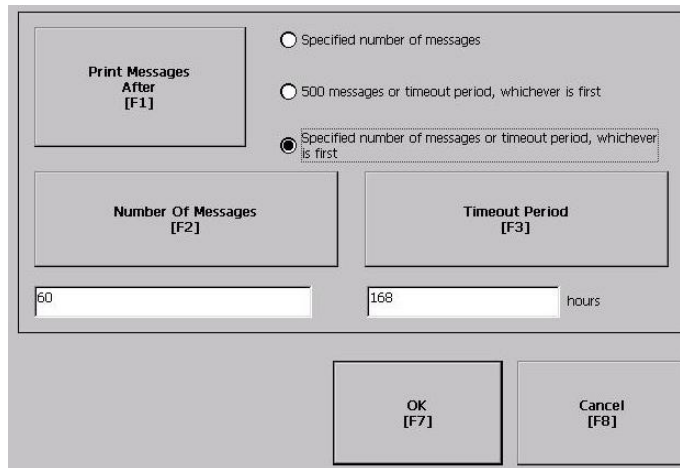 Print Messages
After
[F1]
Specified number of messages
500 messages or timeout period, whichever is first
Specified number of messages or timeout period, whichever
is first
Number Of Messages
[F2]
Timeout Period
[F3]
60
168
hours
OK
[F7]
Cancel
[F8]